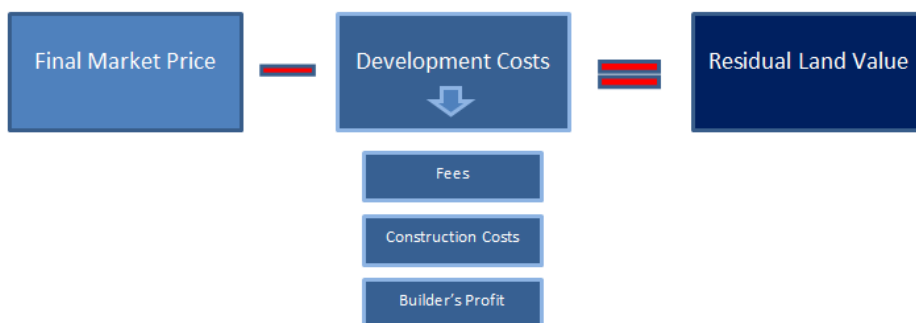 Final Market Price
Development Costs
Residual Land Value
Fees
Construction Costs
Builder's Profit